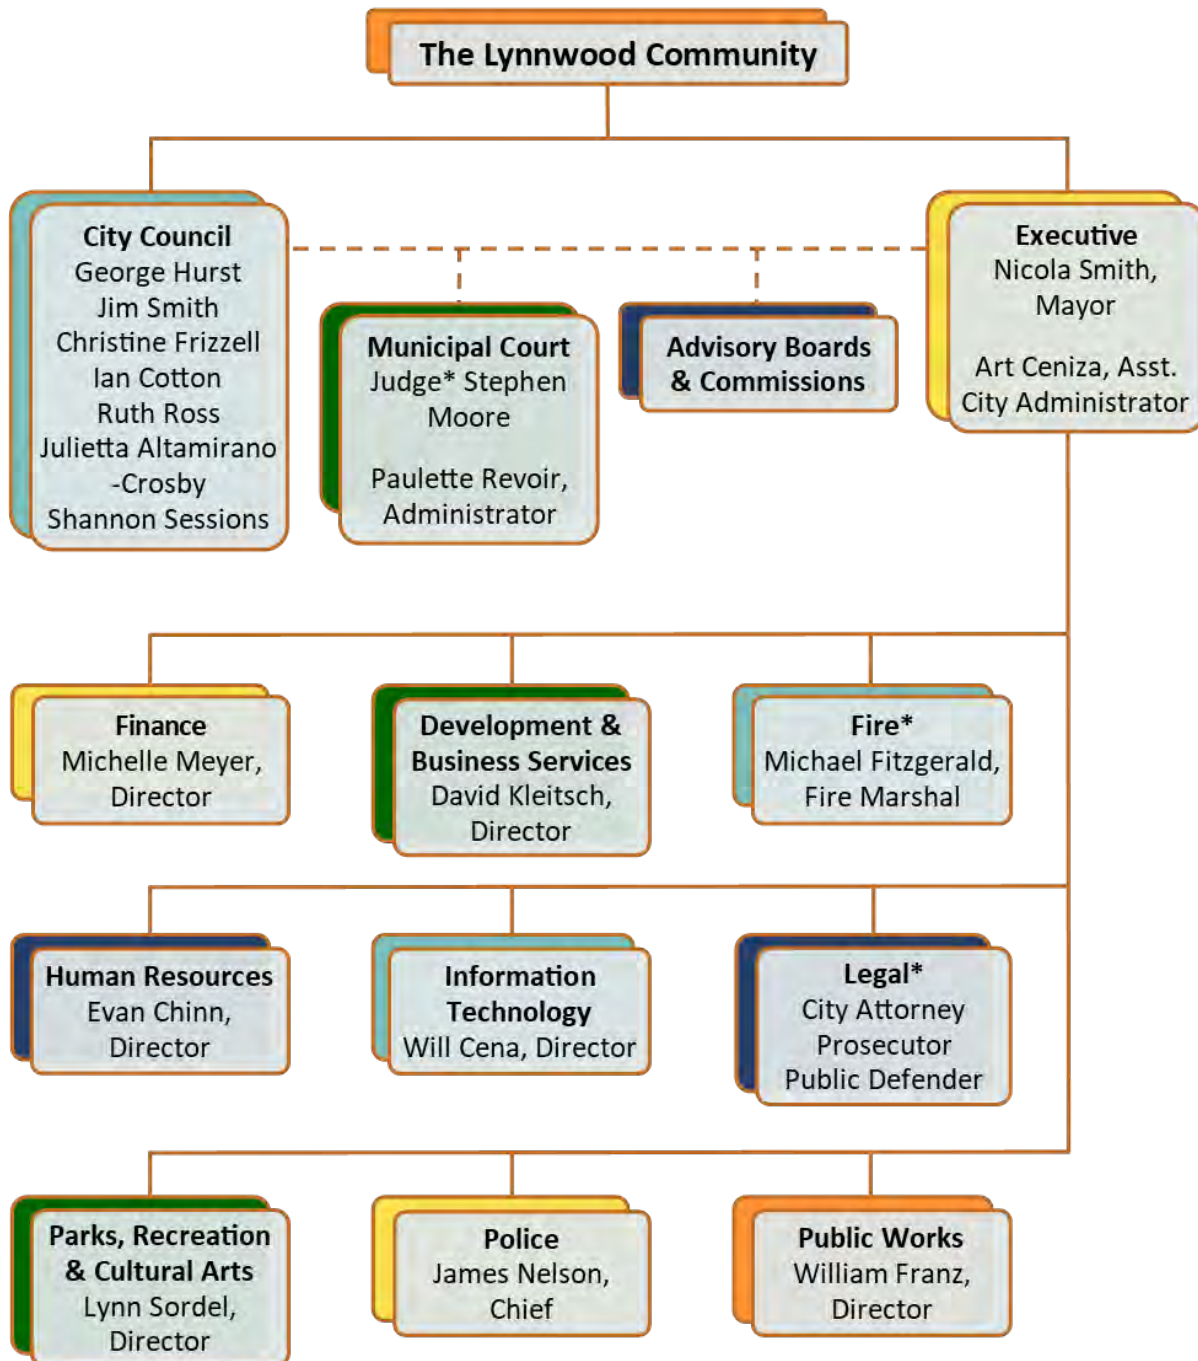 The Lynnwood Community
City Council
George Hurst
Jim Smith
Christine Frizzell
Ian Cotton
Ruth Ross
Julietta Altamirano
-Crosby
Shannon Sessions
Municipal Court
Judge* Stephen
Moore
Paulette Revoir,
Administrator
Advisory Boards
& Commissions
Executive
Nicola Smith,
Mayor
Art Ceniza, Asst.
City Administrator
Finance
Michelle Meyer,
Director
Development &
Business Services
David Kleitsch,
Director
Fire*
Michael Fitzgerald,
Fire Marshal
Human Resources
Evan Chinn,
Director
Information
Technology
Will Cena, Director
Legal*
City Attorney
Prosecutor
Public Defender
Parks, Recreation
& Cultural Arts
Lynn Sordel,
Director
Police
James Nelson,
Chief
Public Works
William Franz,
Director